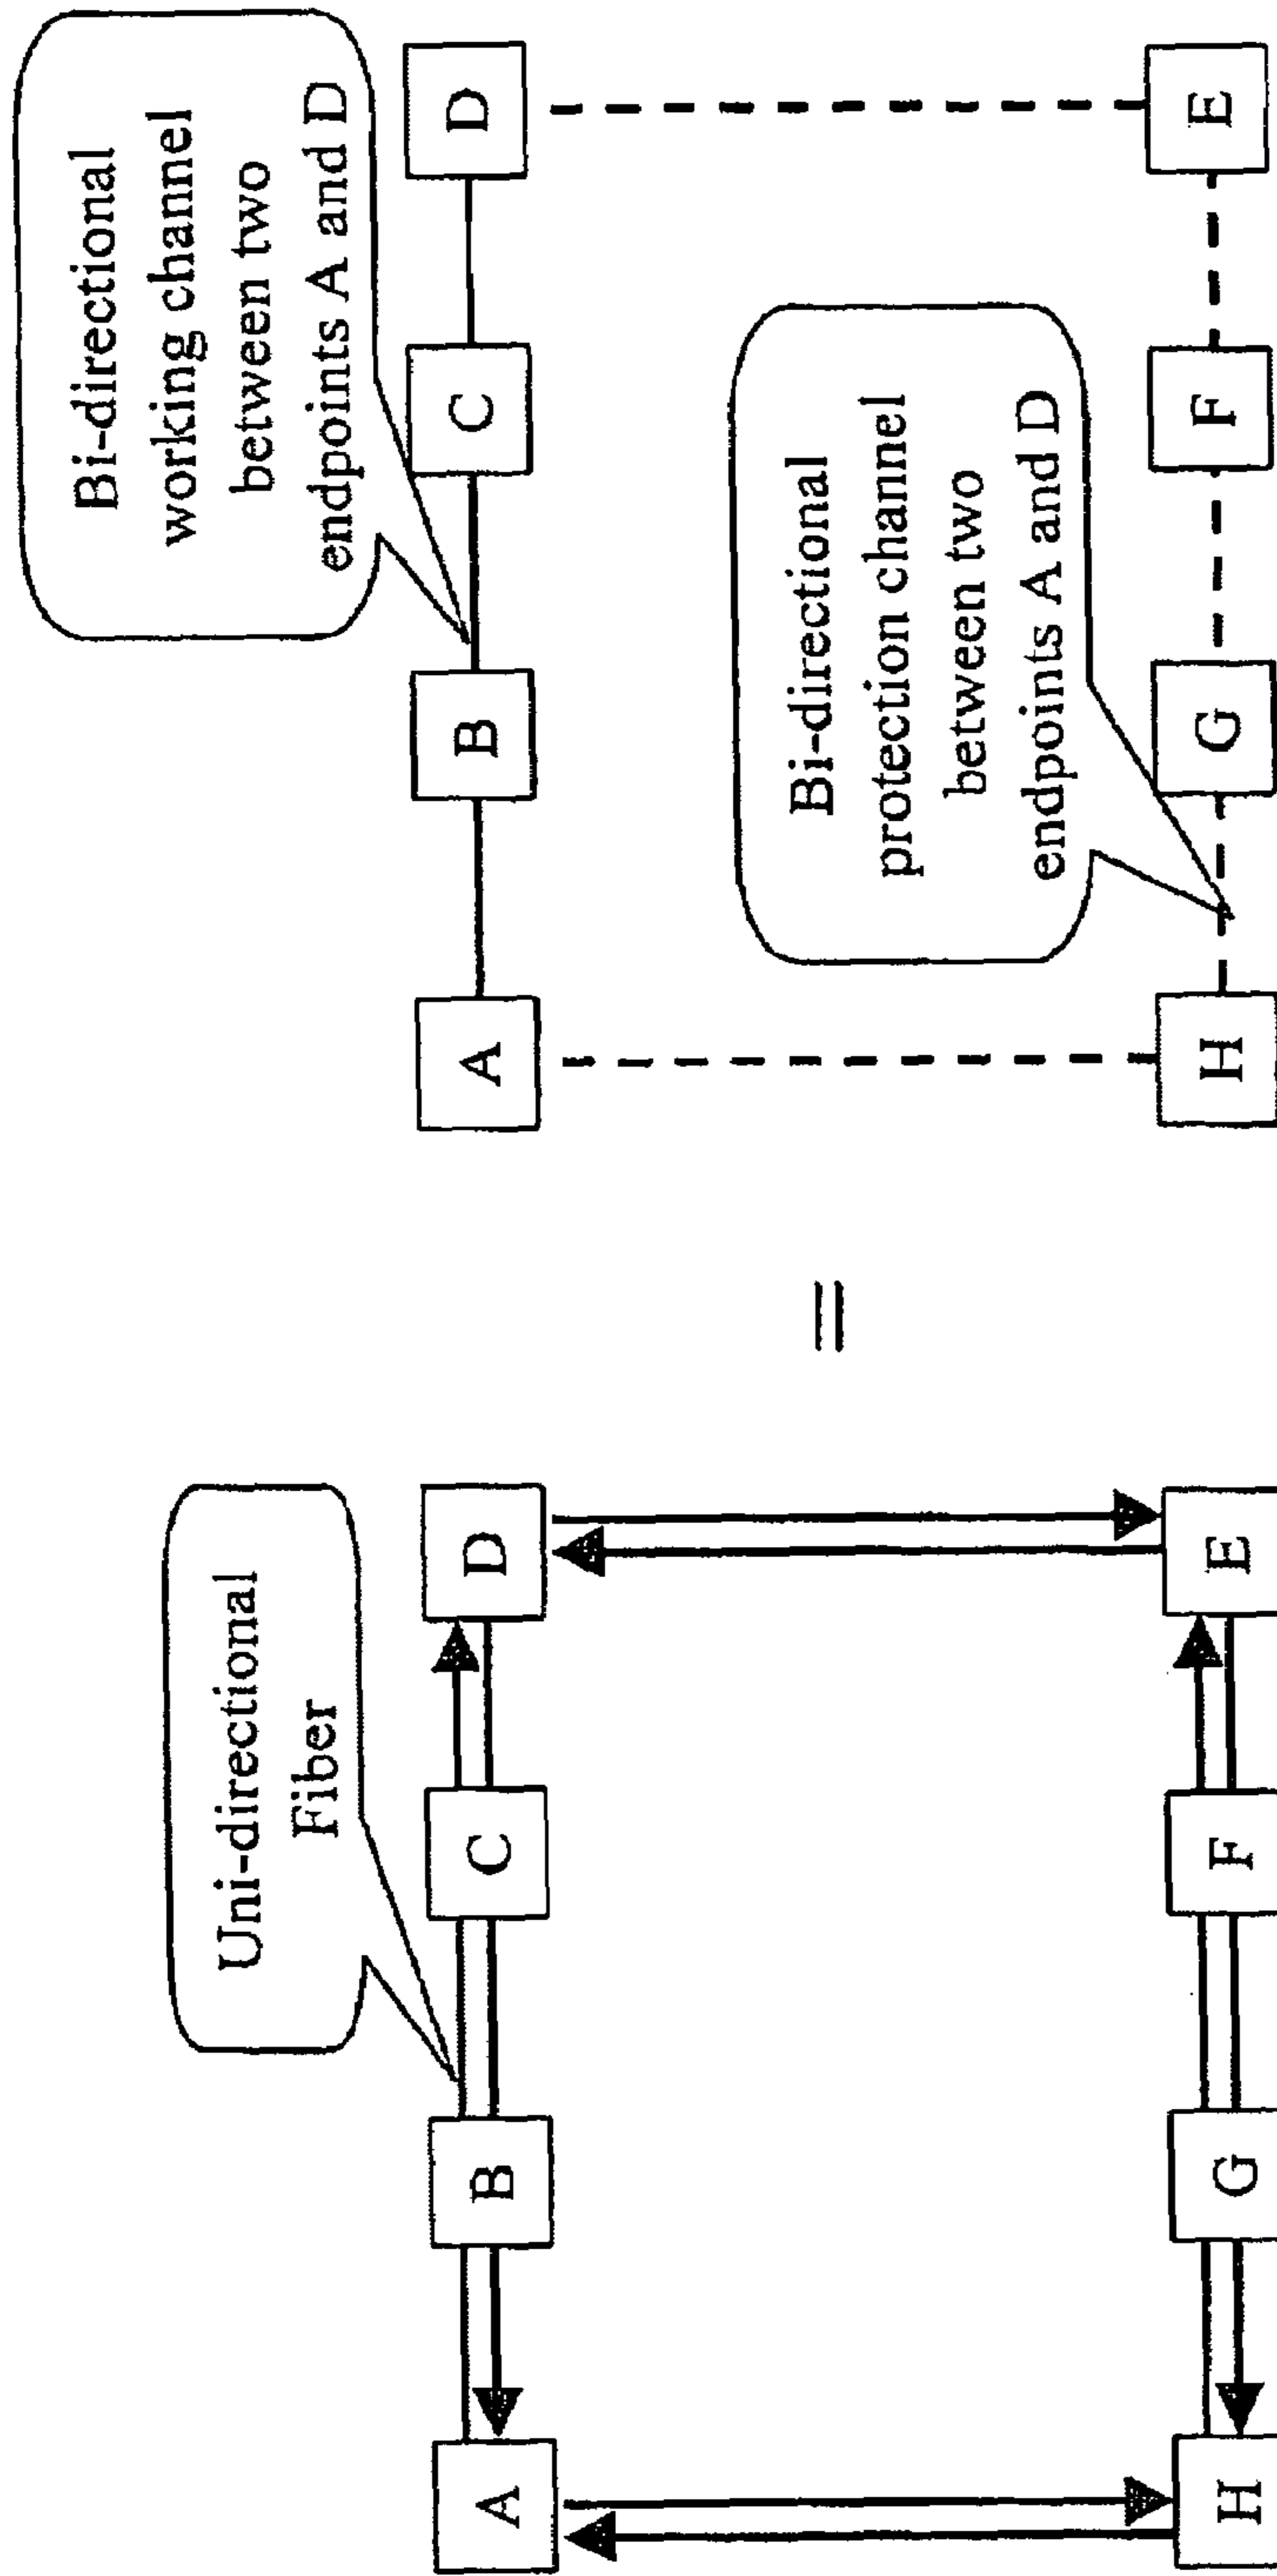 Uni-directional
Fiber
A
B
C
D
H
G
F
E
=
Bi-directional
working channel
between two
endpoints A and D
A
B
C
D
Bi-directional
protection channel
between two
endpoints A and D
H
G
F
E